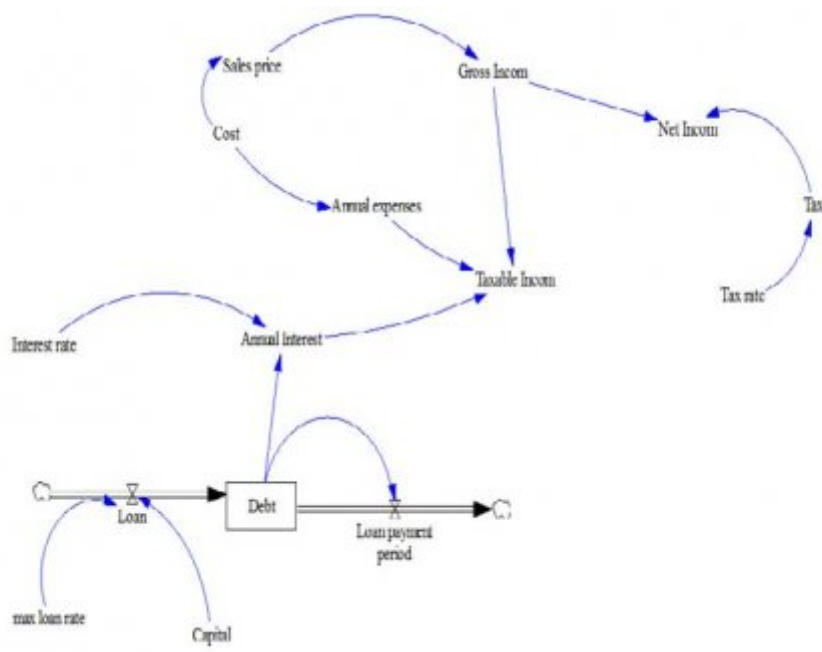 Sales price
Gross Incom
Net Incom
Cost
Tax
Annual expenses
Taxable Incom
Tax rate
Interest rate
Annual interest
Debt
Loan
Loan payment
period
max loan rate
Capital